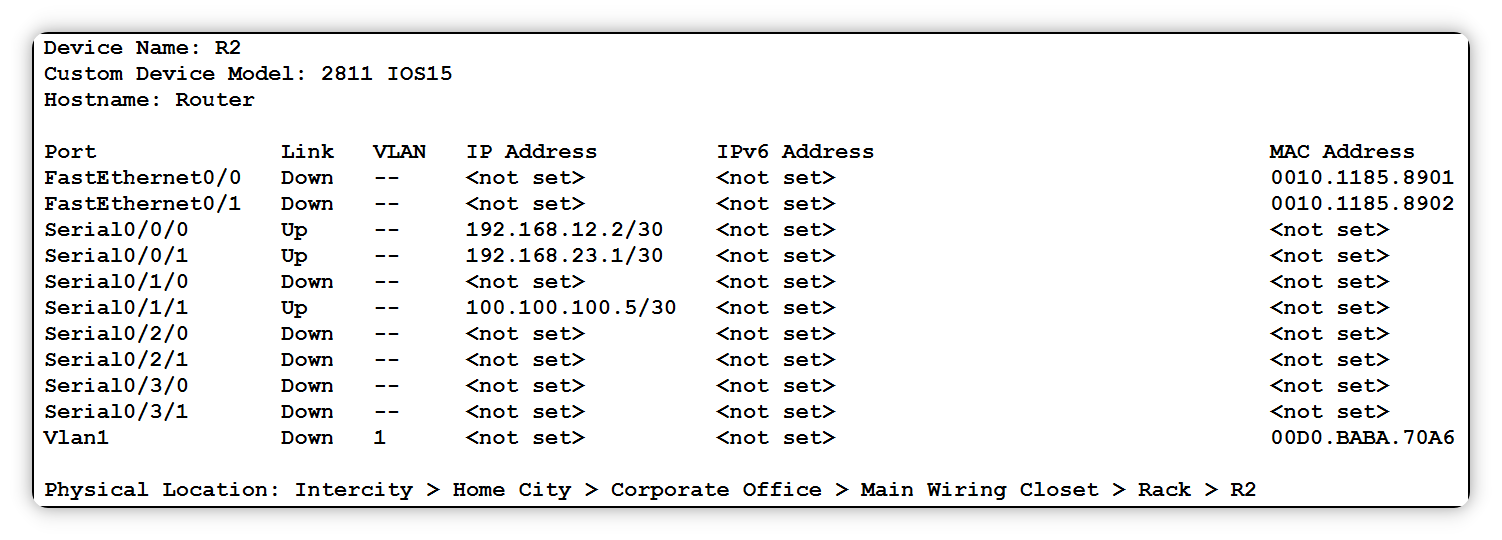 Device Name: R2
Custom Device Model: 2811 IOS15
Hostname: Router
Port Link VLAN IP Address IPv6 Address MAC Address
FastEthernet0/0 Down -- <not set> <not set> 0010.1185.8901
FastEthernet0/1 Down -- <not set> <not set> 0010.1185.8902
Serial0/0/0 Up -- 192.168.12.2/30 <not set> <not set>
Serial0/0/1 Up -- 192.168.23.1/30 <not set> <not set>
Serial0/1/0 Down -- <not set> <not set> <not set>
Serial0/1/1 Up -- 100.100.100.5/30 <not set> <not set>
Serial0/2/0 Down -- <not set> <not set> <not set>
Serial0/2/1 Down -- <not set> <not set> <not set>
Serial0/3/0 Down -- <not set> <not set> <not set>
Serial0/3/1 Down -- <not set> <not set> <not set>
Vlan1 Down 1 <not set> <not set> 00D0.BABA.70A6
Physical Location: Intercity > Home City > Corporate Office > Main Wiring Closet > Rack > R2